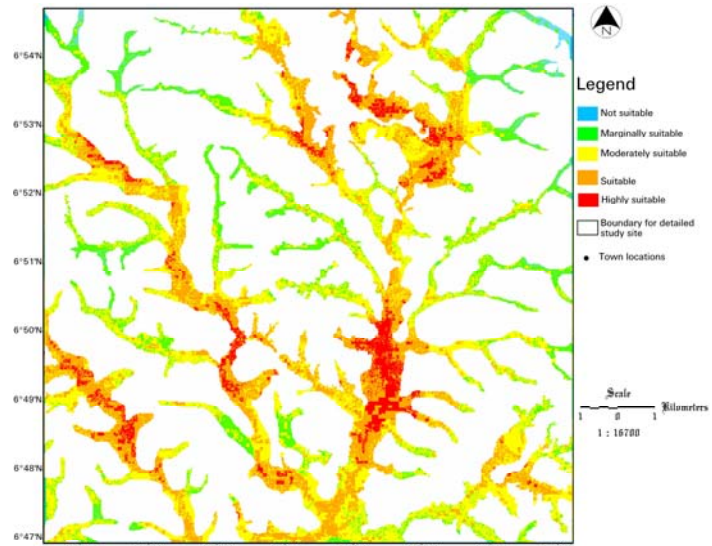 6°54'N
6°53'N
6°52'N
6°51'N
6°50'N
6°49'N
6°48'N
6°47'N
N
Legend
Not suitable
Marginally suitable
Moderately suitable
Suitable
Highly suitable
Boundary for detailed
study site
Town locations
Scale
1 0 1 Kilometers
1 : 16700